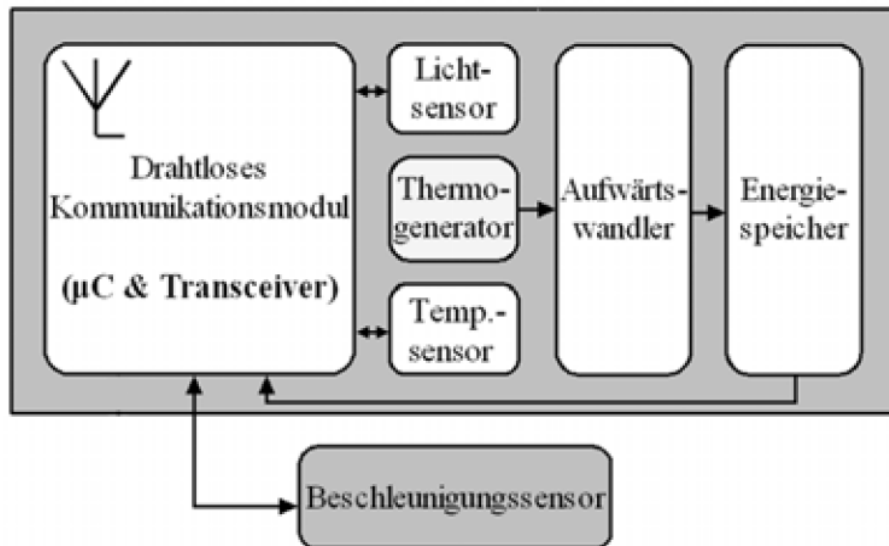 Drahtloses
Kommunikationsmodul
(µC & Transceiver)
Licht-
sensor
Thermo-
generator
Temp.-
sensor
Aufwärts-
wandler
Energie-
speicher
Beschleunigungssensor